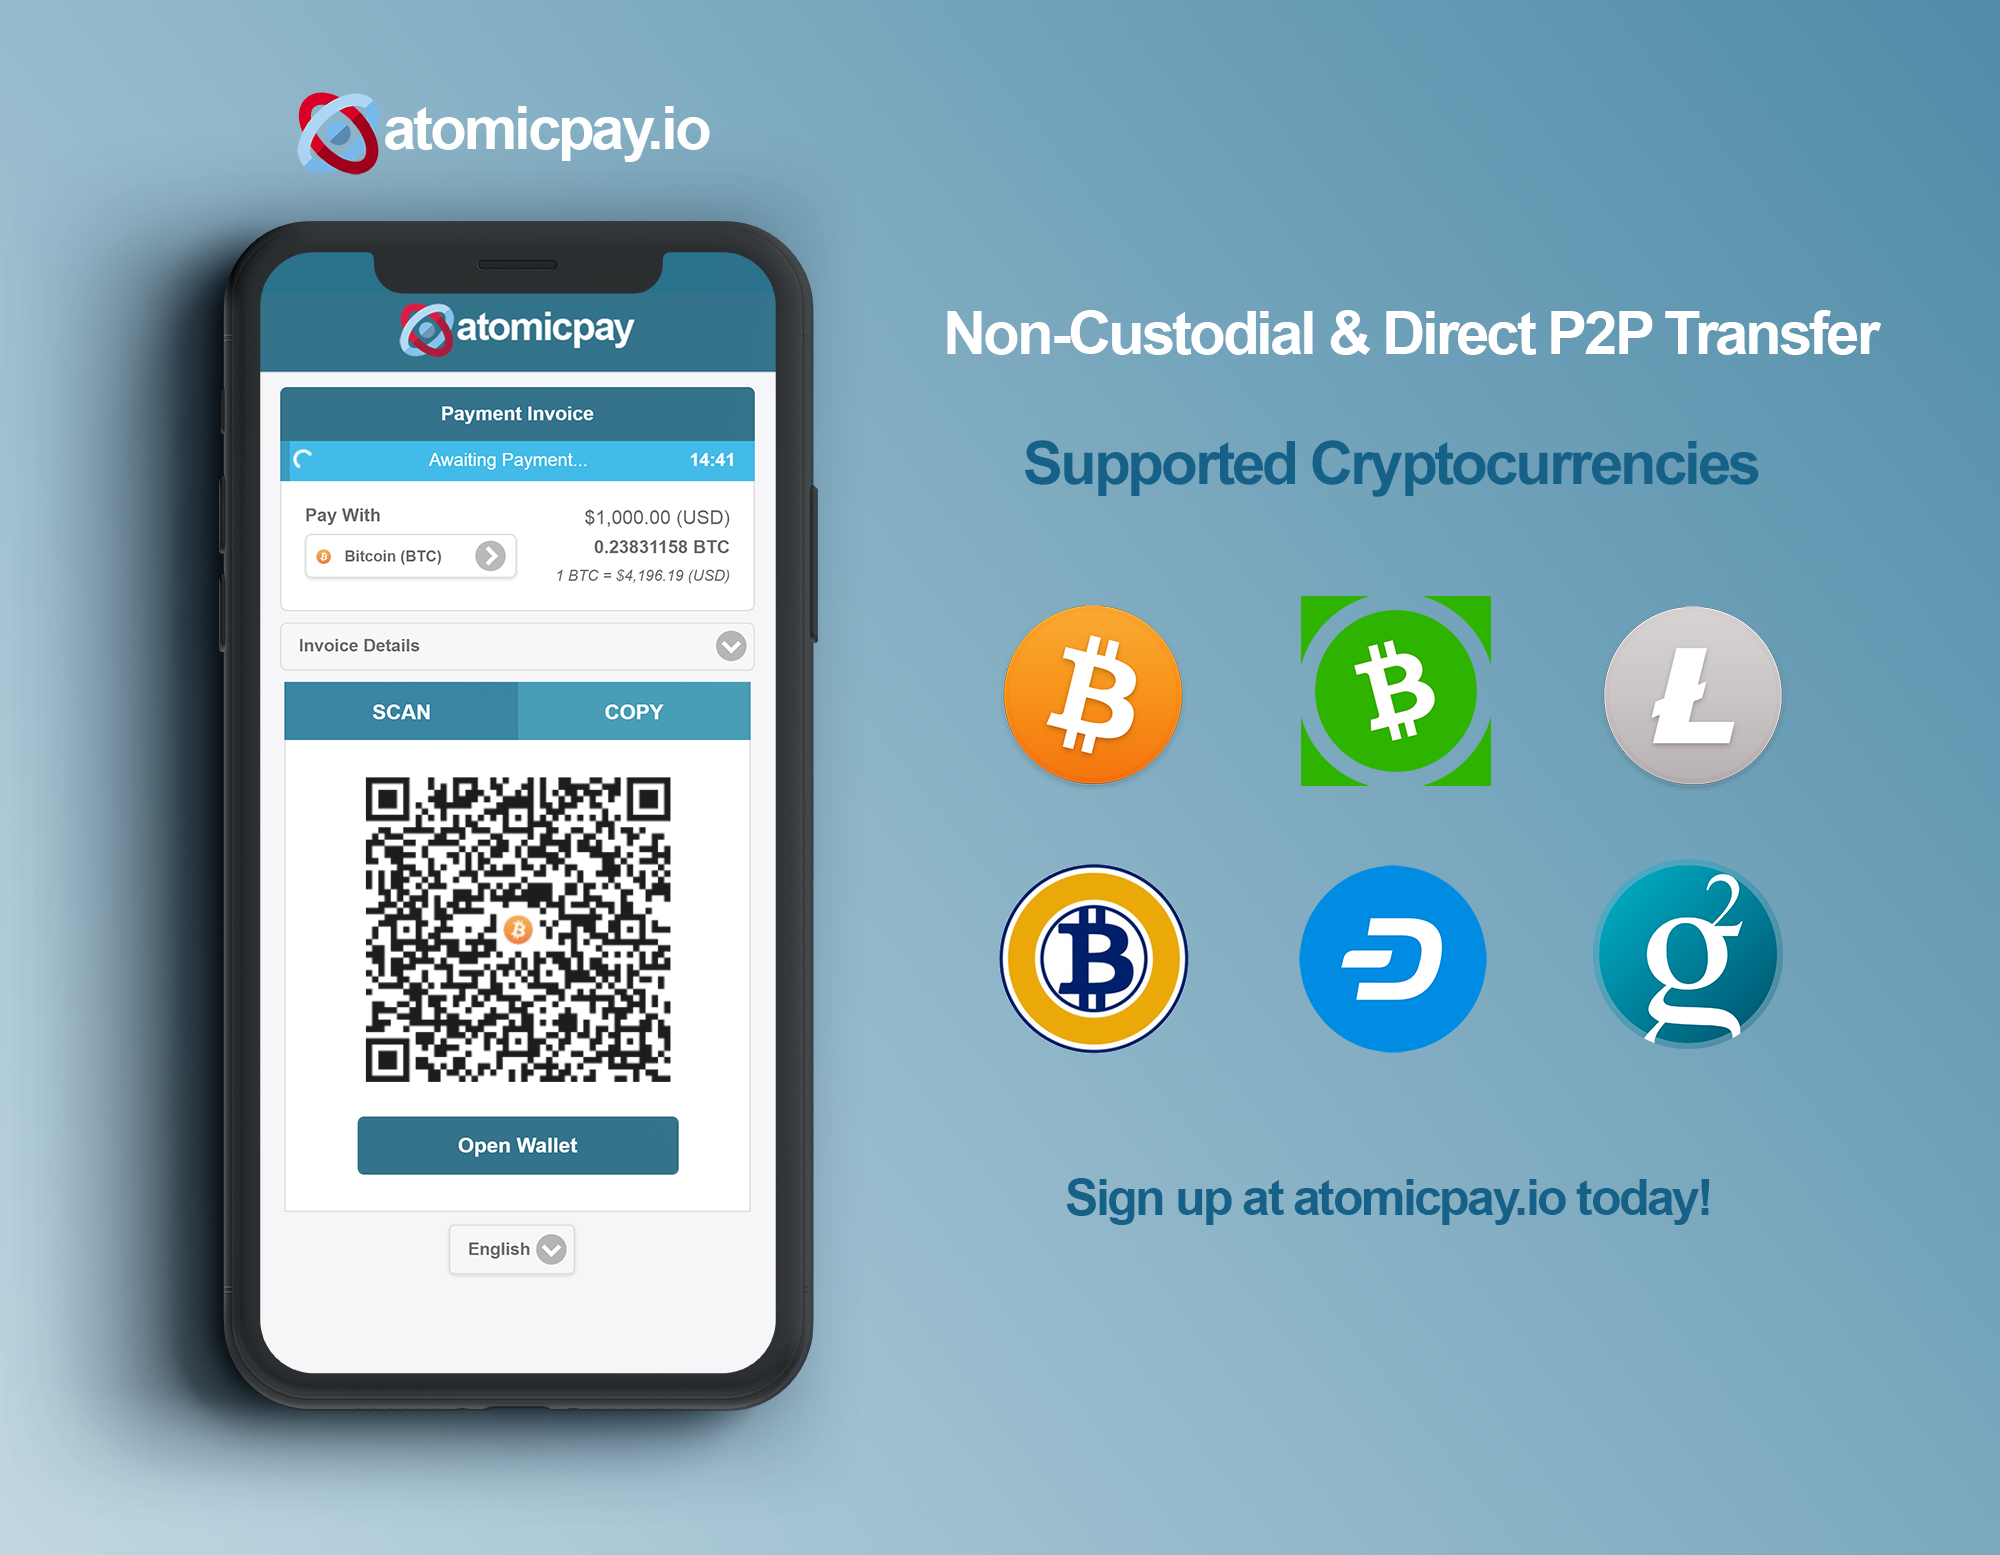 atomicpay.io
atomicpay
Payment Invoice
Awaiting Payment... 14:41
Pay With
Bitcoin (BTC)
$1,000.00 (USD)
0.23831158 BTC
1 BTC = $4,196.19 (USD)
Invoice Details
SCAN COPY
Open Wallet
English
Non-Custodial & Direct P2P Transfer
Supported Cryptocurrencies
Sign up at atomicpay.io today!